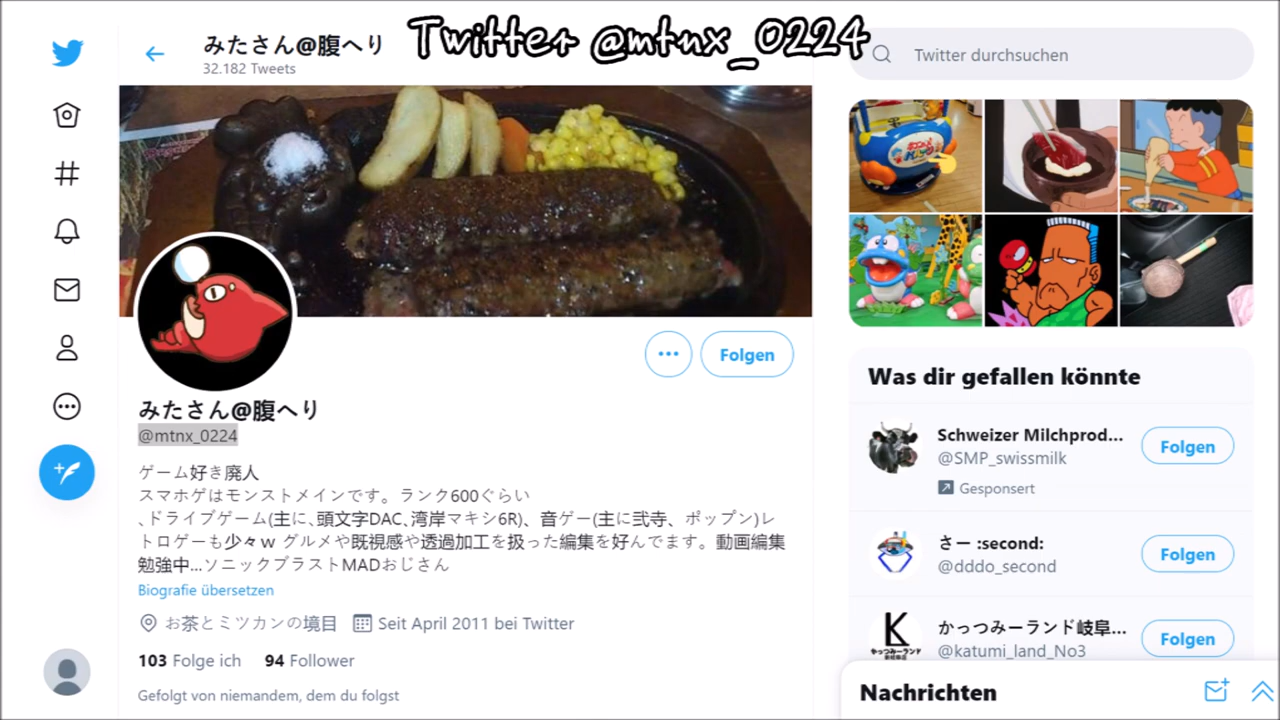 Twitter @mtnx_0224
みたさん@腹へり
32.182 Tweets
Twitter durchsuchen
Folgen
みたさん@腹へり
@mtnx_0224
ゲーム好き廃人
スマホゲはモンストメインです。ランク600ぐらい
､ドライブゲーム(主に､頭文字DAC､湾岸マキシ6R)、音ゲー(主に弐寺、ポップン)レ
トロゲーも少々ｗ グルメや既視感や透過加工を扱った編集を好んでます。動画編集
勉強中...ソニックブラストMADおじさん
Biografie übersetzen
お茶とミツカンの境目 Seit April 2011 bei Twitter
103 Folge ich 94 Follower
Gefolgt von niemandem, dem du folgst
Was dir gefallen könnte
Schweizer Milchprod...
@SMP_swissmilk
Folgen
Gesponsert
さー :second:
@dddo_second
Folgen
K
かっつみーランド岐阜...
@katumi_land_No3
Folgen
Nachrichten